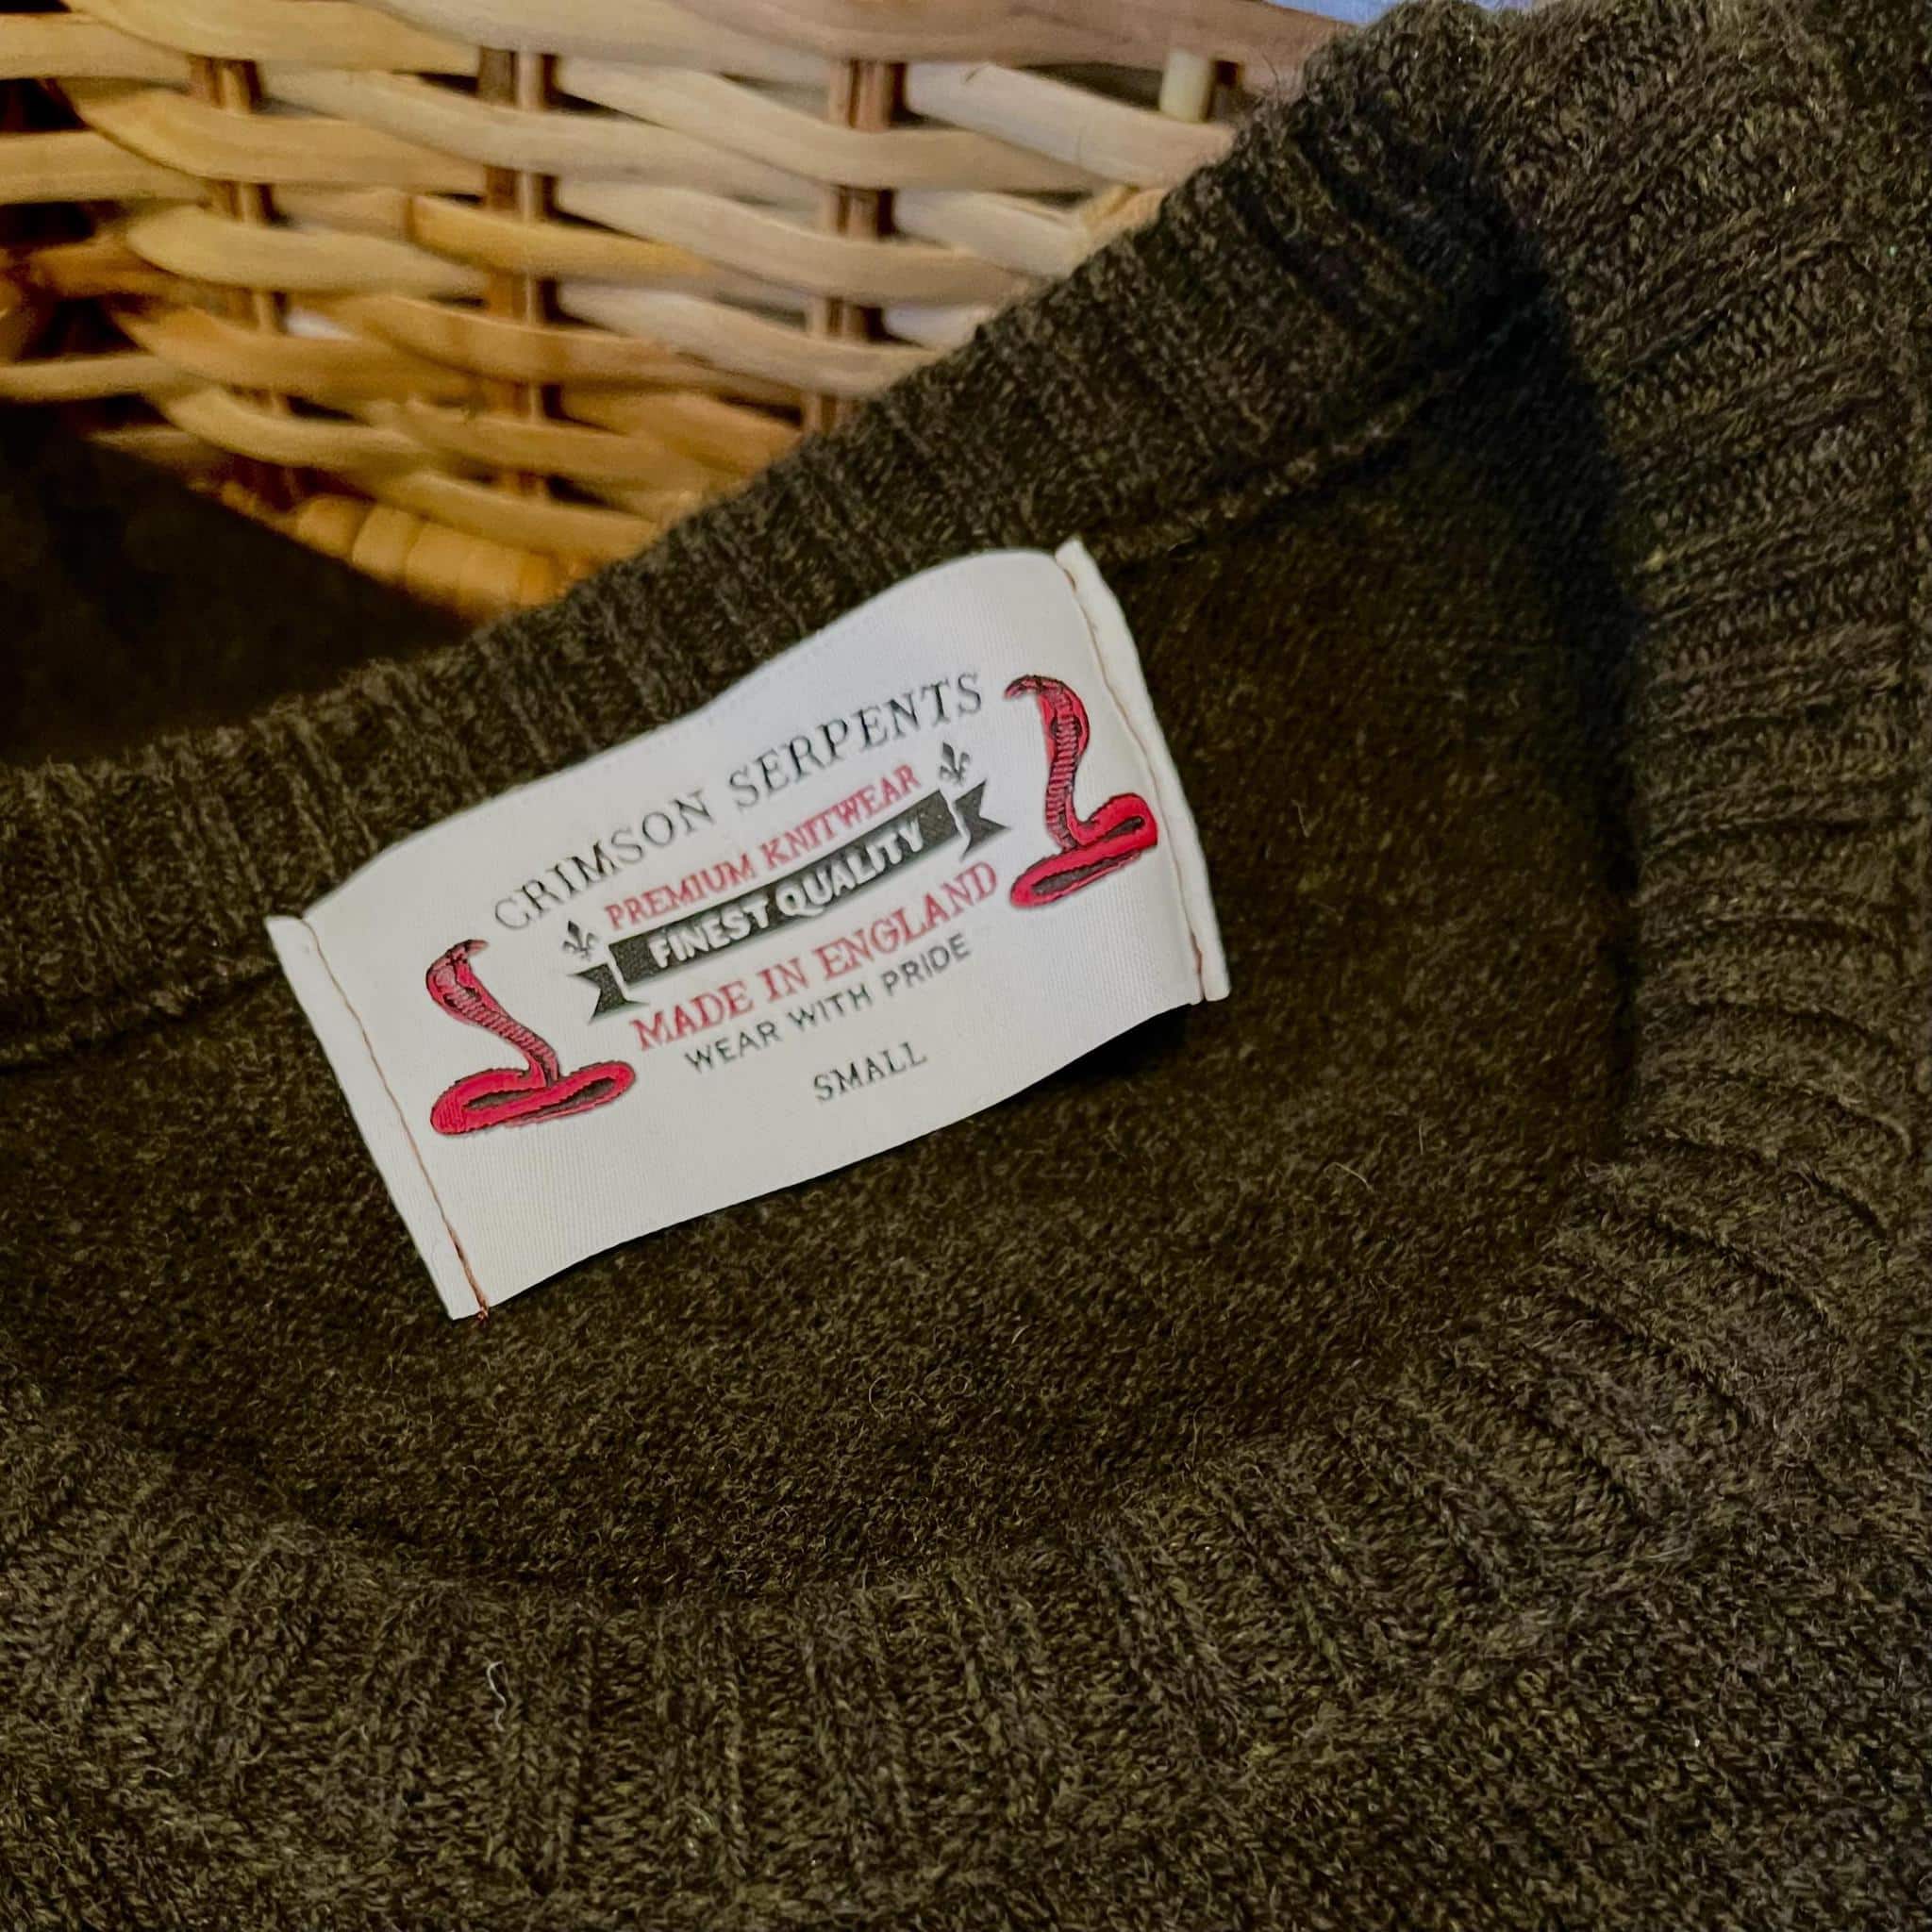 CRIMSON SERPENTS
PREMIUM KNITWEAR
FINEST QUALITY
MADE IN ENGLAND
WEAR WITH PRIDE
SMALL